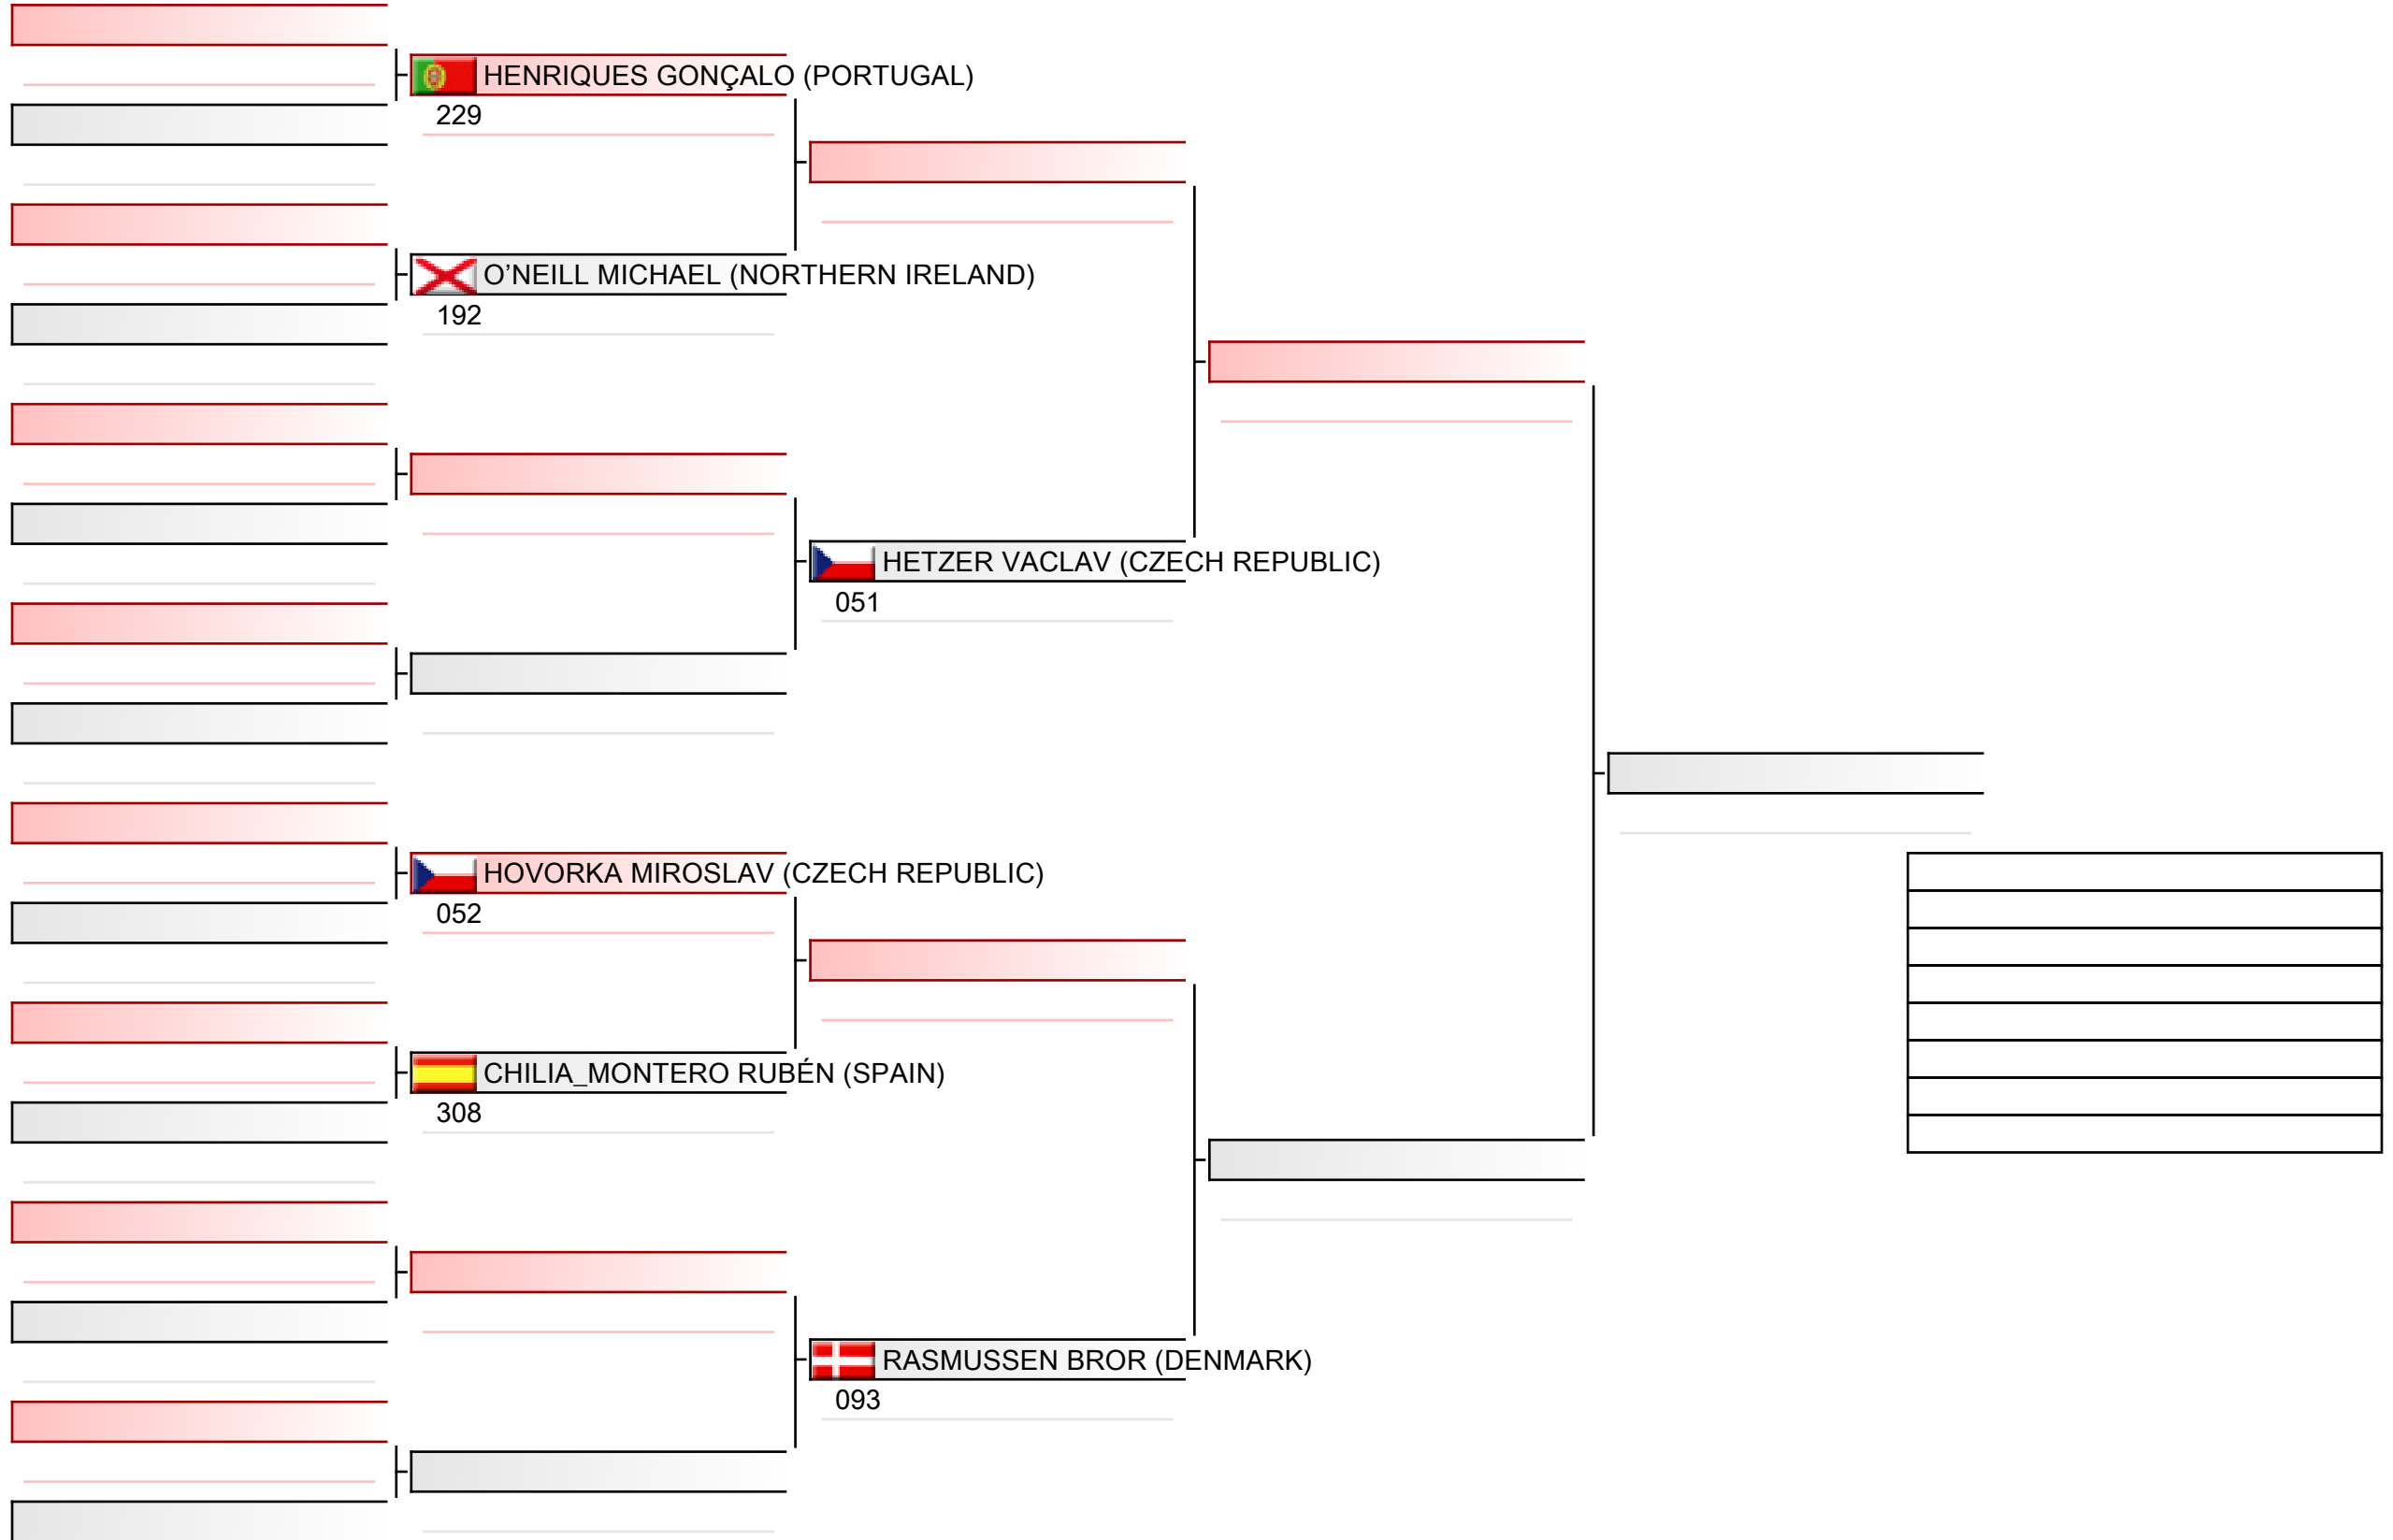 HENRIQUES GONÇALO (PORTUGAL)
229
O’NEILL MICHAEL (NORTHERN IRELAND)
192
HETZER VACLAV (CZECH REPUBLIC)
051
HOVORKA MIROSLAV (CZECH REPUBLIC)
052
CHILIA_MONTERO RUBÉN (SPAIN)
308
RASMUSSEN BROR (DENMARK)
093